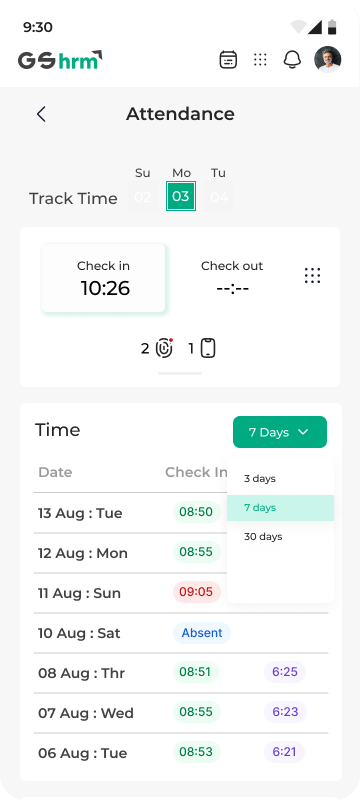 9:30
GS hrm
Attendance
Su Mo Tu
Track Time 02 03 04
Check in Check out
10:26 --:--
2 1
Time 7 Days
Date Check In
3 days
7 days
30 days
13 Aug : Tue 08:50
12 Aug : Mon 08:55
11 Aug : Sun 09:05
10 Aug : Sat Absent
08 Aug : Thr 08:51 6:25
07 Aug : Wed 08:55 6:23
06 Aug : Tue 08:53 6:21